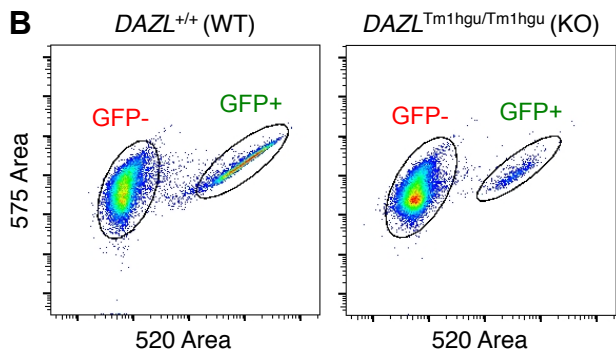 B
DAZL+/+ (WT)
DAZLTm1hgu/Tm1hgu (KO)
GFP-
GFP+
GFP-
GFP+
575 Area
520 Area
520 Area